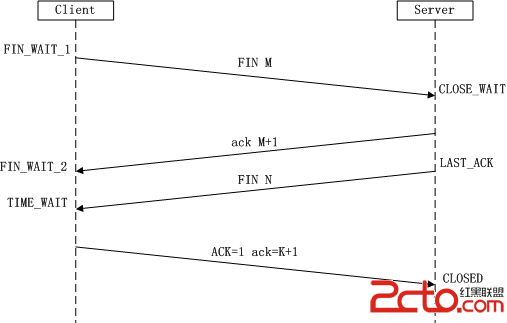 Client
Server
FIN_WAIT_1
FIN M
CLOSE_WAIT
ack M+1
FIN_WAIT_2
LAST_ACK
FIN N
TIME_WAIT
ACK=1 ack=K+1
CLOSED
2cto.com
红黑联盟